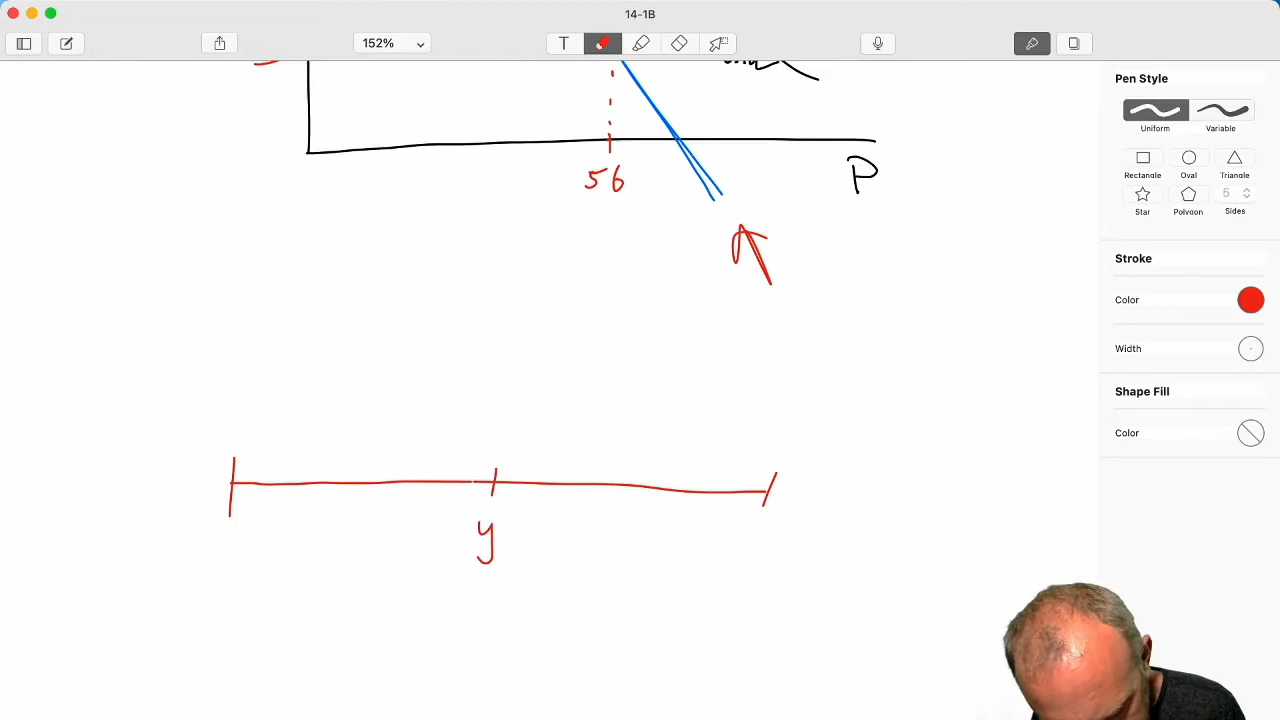 14-1B
152%
T
Pen Style
Uniform
Variable
Rectangle
Oval
Triangle
Star
Polygon
5
Sides
Stroke
Color
Width
Shape Fill
Color
56
P
y